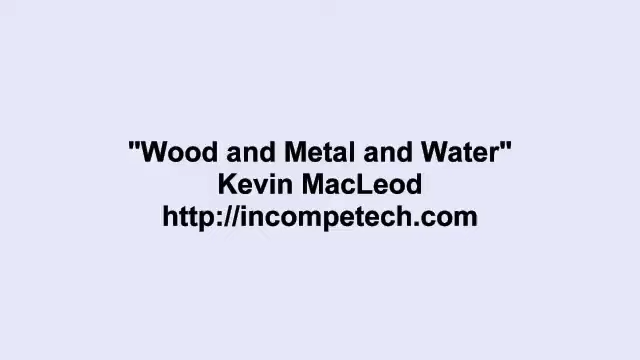 "Wood and Metal and Water"
Kevin MacLeod
http://incompetech.com